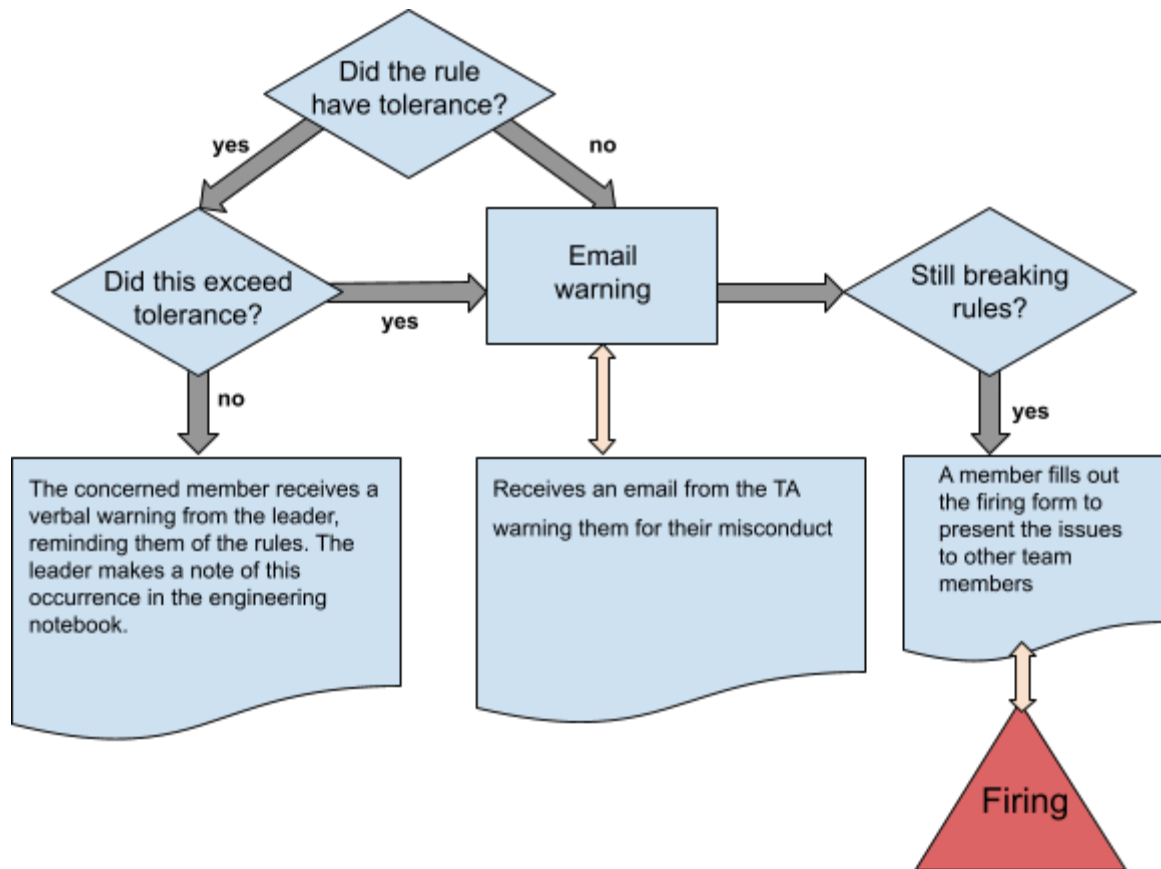 Did the rule
have tolerance?
yes
no
Did this exceed
tolerance?
yes
Email
warning
Still breaking
rules?
no
yes
The concerned member receives a
verbal warning from the leader,
reminding them of the rules. The
leader makes a note of this
occurrence in the engineering
notebook.
Receives an email from the TA
warning them for their misconduct
A member fills out
the firing form to
present the issues
to other team
members
Firing